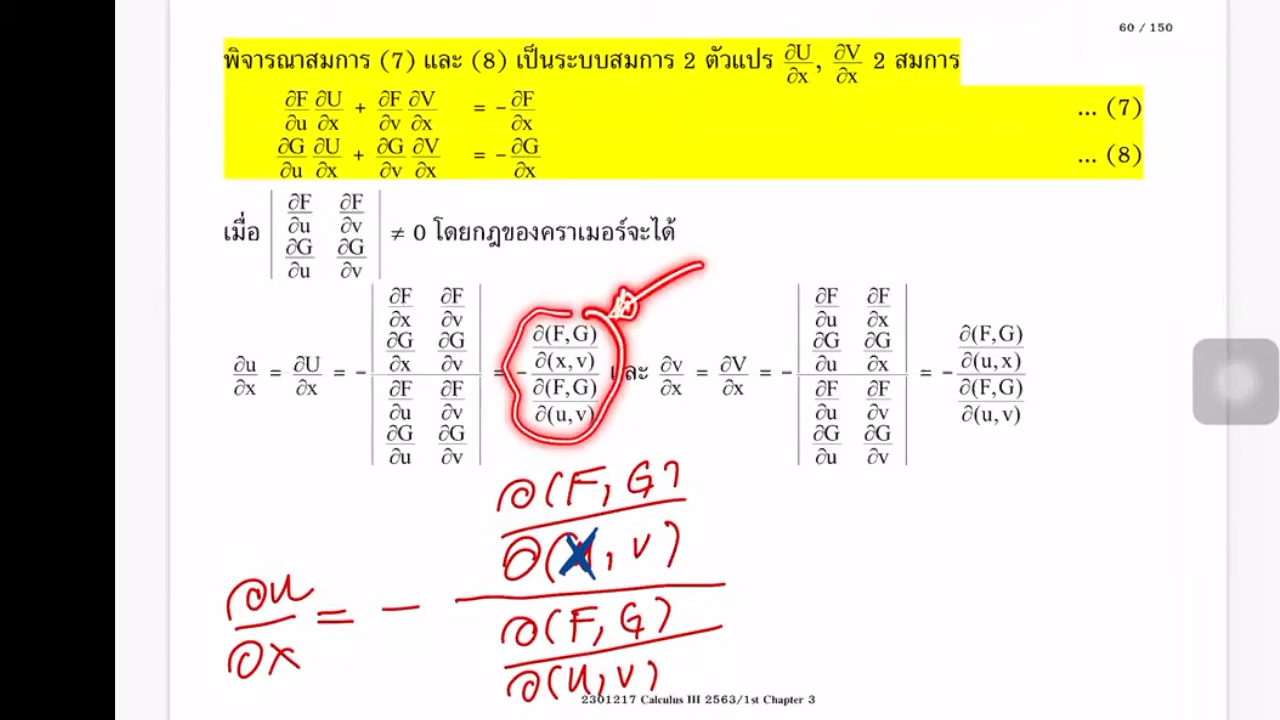 60 / 150
พิจารณาสมการ (7) และ (8) เป็นระบบสมการ 2 ตัวแปร ∂U/∂x, ∂V/∂x 2 สมการ
∂F/∂u ∂U/∂x + ∂F/∂v ∂V/∂x = -∂F/∂x ... (7)
∂G/∂u ∂U/∂x + ∂G/∂v ∂V/∂x = -∂G/∂x ... (8)
เมื่อ |∂F/∂u ∂F/∂v; ∂G/∂u ∂G/∂v| ≠ 0 โดยกฎของคราเมอร์จะได้
∂u/∂x = ∂U/∂x = - |∂F/∂x ∂F/∂v; ∂G/∂x ∂G/∂v| / |∂F/∂u ∂F/∂v; ∂G/∂u ∂G/∂v| = - (∂(F,G)/∂(x,v)) / (∂(F,G)/∂(u,v)) และ ∂v/∂x = ∂V/∂x = - |∂F/∂u ∂F/∂x; ∂G/∂u ∂G/∂x| / |∂F/∂u ∂F/∂v; ∂G/∂u ∂G/∂v| = - (∂(F,G)/∂(u,x)) / (∂(F,G)/∂(u,v))
∂u/∂x = - (∂(F,G)/∂(x,v)) / (∂(F,G)/∂(u,v))
2301217 Calculus III 2563/1st Chapter 3